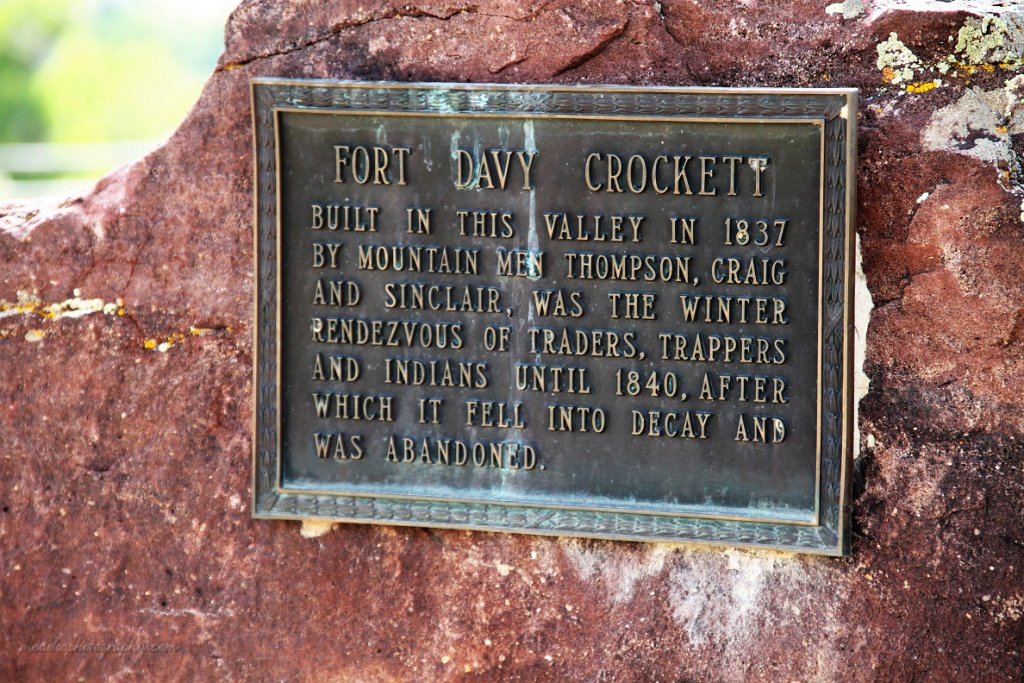 FORT DAVY CROCKETT
BUILT IN THIS VALLEY IN 1837
BY MOUNTAIN MEN THOMPSON, CRAIG
AND SINCLAIR, WAS THE WINTER
RENDEZVOUS OF TRADERS, TRAPPERS
AND INDIANS UNTIL 1840, AFTER
WHICH IT FELL INTO DECAY AND
WAS ABANDONED.